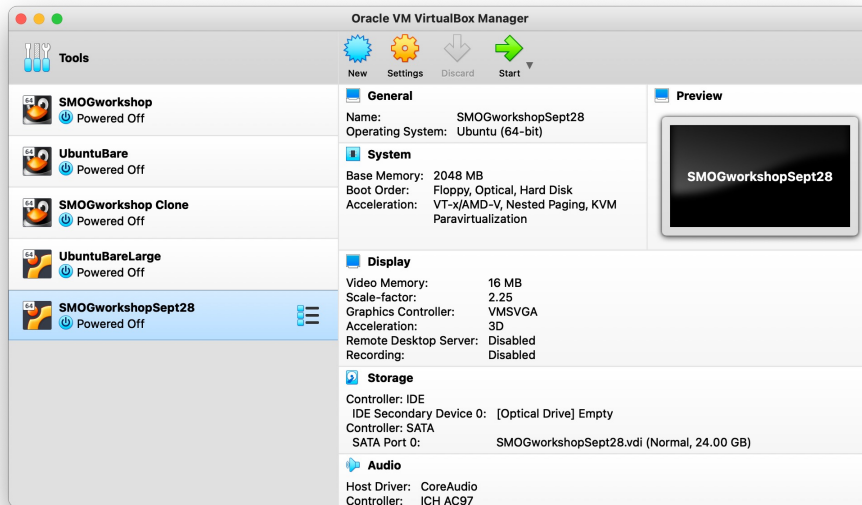 Oracle VM VirtualBox Manager
Tools
New Settings Discard Start
64 SMOGworkshop
Powered Off
64 UbuntuBare
Powered Off
64 SMOGworkshop Clone
Powered Off
64 UbuntuBareLarge
Powered Off
64 SMOGworkshopSept28
Powered Off
General
Name: SMOGworkshopSept28
Operating System: Ubuntu (64-bit)
System
Base Memory: 2048 MB
Boot Order: Floppy, Optical, Hard Disk
Acceleration: VT-x/AMD-V, Nested Paging, KVM
Paravirtualization
Preview
SMOGworkshopSept28
Display
Video Memory: 16 MB
Scale-factor: 2.25
Graphics Controller: VMSVGA
Acceleration: 3D
Remote Desktop Server: Disabled
Recording: Disabled
Storage
Controller: IDE
IDE Secondary Device 0: [Optical Drive] Empty
Controller: SATA
SATA Port 0: SMOGworkshopSept28.vdi (Normal, 24.00 GB)
Audio
Host Driver: CoreAudio
Controller: ICH AC97